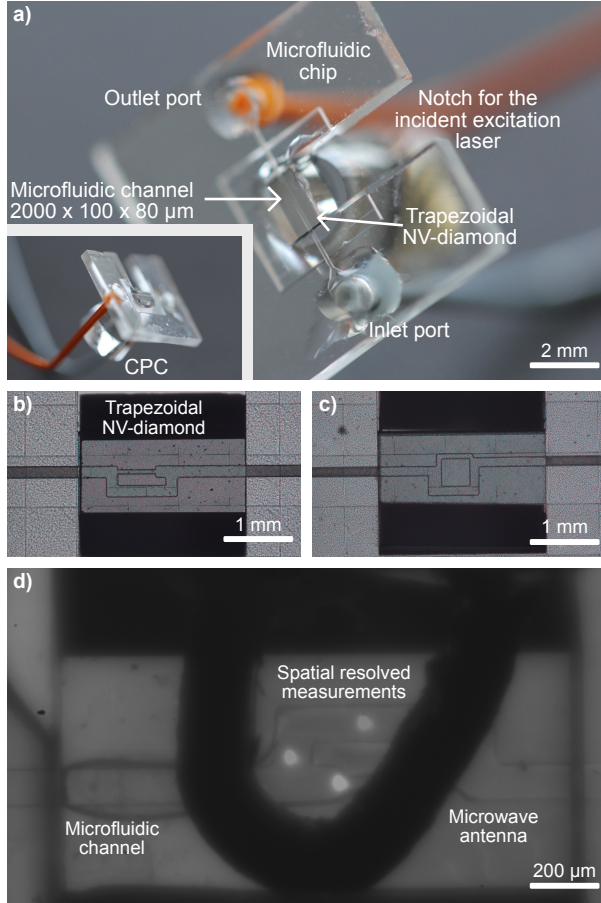 a)
Microfluidic
chip
Outlet port
Notch for the
incident excitation
laser
Microfluidic channel
2000 x 100 x 80 µm
Trapezoidal
NV-diamond
Inlet port
CPC
2 mm
b)
Trapezoidal
NV-diamond
1 mm
c)
1 mm
d)
Spatial resolved
measurements
Microfluidic
channel
Microwave
antenna
200 µm